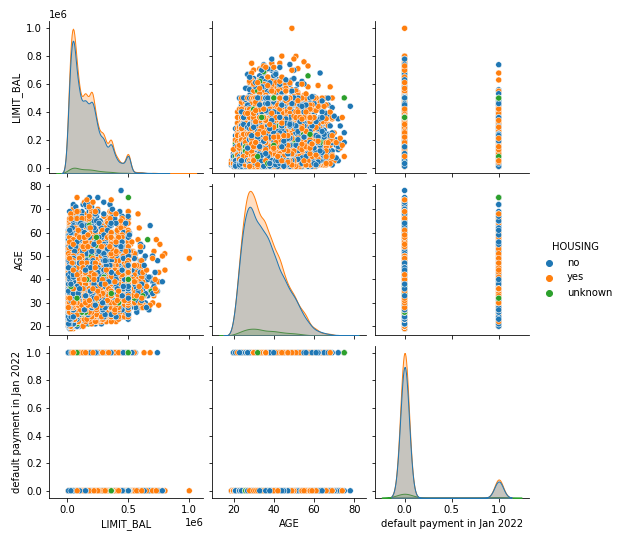 1e6
1.0
0.8
0.6
0.4
0.2
0.0
LIMIT_BAL
80
70
60
50
40
30
20
AGE
HOUSING
no
yes
unknown
1.0
0.8
0.6
0.4
0.2
0.0
default payment in Jan 2022
0.0 0.5 1.0
1e6
LIMIT_BAL
20 40 60 80
AGE
0.0 0.5 1.0
default payment in Jan 2022